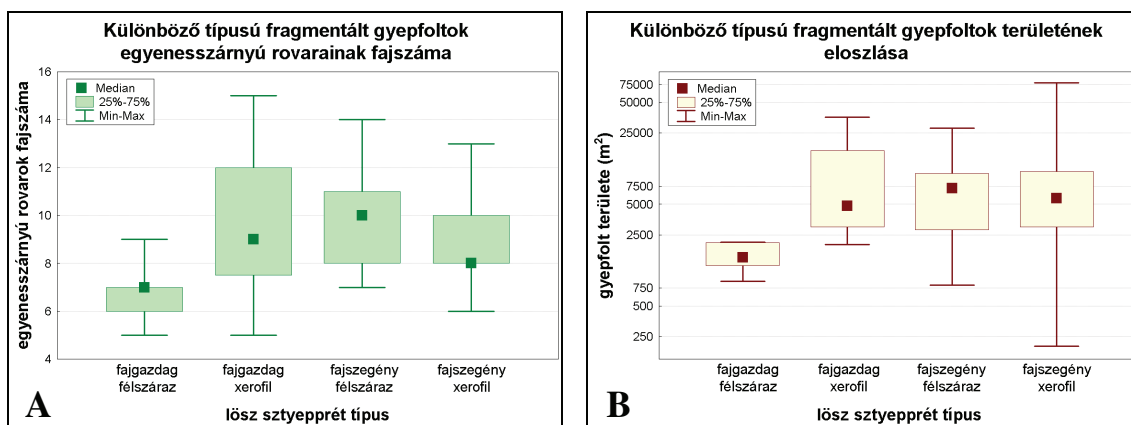 Különböző típusú fragmentált gyepfoltok
egyenesszárnyú rovarainak fajszáma
egyenesszárnyú rovarok fajszáma
16
14
12
10
8
6
4
Median
25%-75%
Min-Max
fajgazdag
félszáraz
fajgazdag
xerofil
fajszegény
félszáraz
fajszegény
xerofil
lösz sztyepprét típus
A
Különböző típusú fragmentált gyepfoltok területének
eloszlása
gyepfolt területe (m²)
75000
50000
25000
7500
5000
2500
750
500
250
Median
25%-75%
Min-Max
fajgazdag
félszáraz
fajgazdag
xerofil
fajszegény
félszáraz
fajszegény
xerofil
lösz sztyepprét típus
B